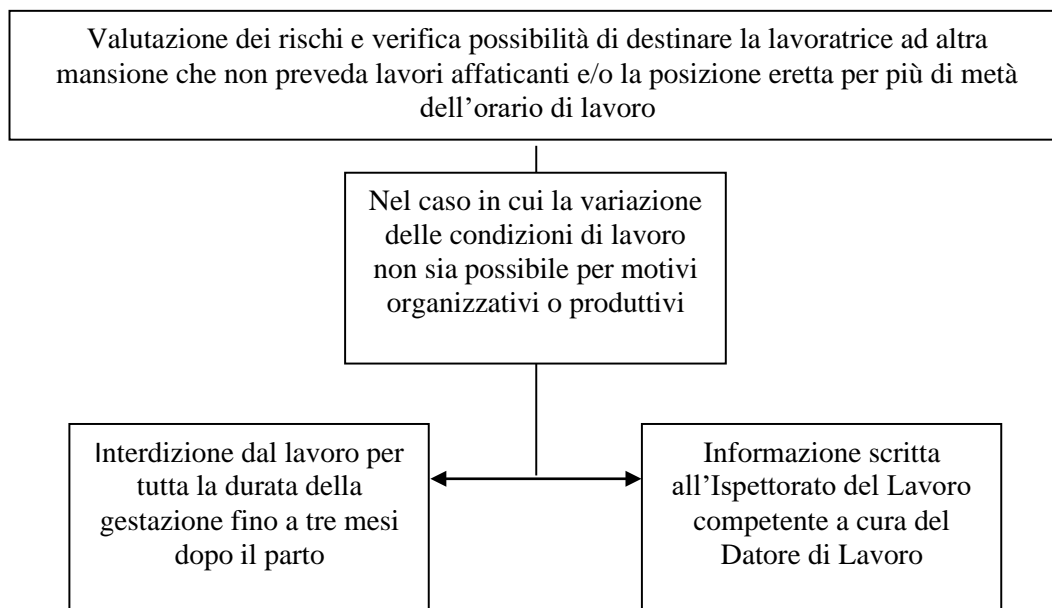 Valutazione dei rischi e verifica possibilità di destinare la lavoratrice ad altra
mansione che non preveda lavori affaticanti e/o la posizione eretta per più di metà
dell’orario di lavoro
Nel caso in cui la variazione
delle condizioni di lavoro
non sia possibile per motivi
organizzativi o produttivi
Interdizione dal lavoro per
tutta la durata della
gestazione fino a tre mesi
dopo il parto
Informazione scritta
all’Ispettorato del Lavoro
competente a cura del
Datore di Lavoro